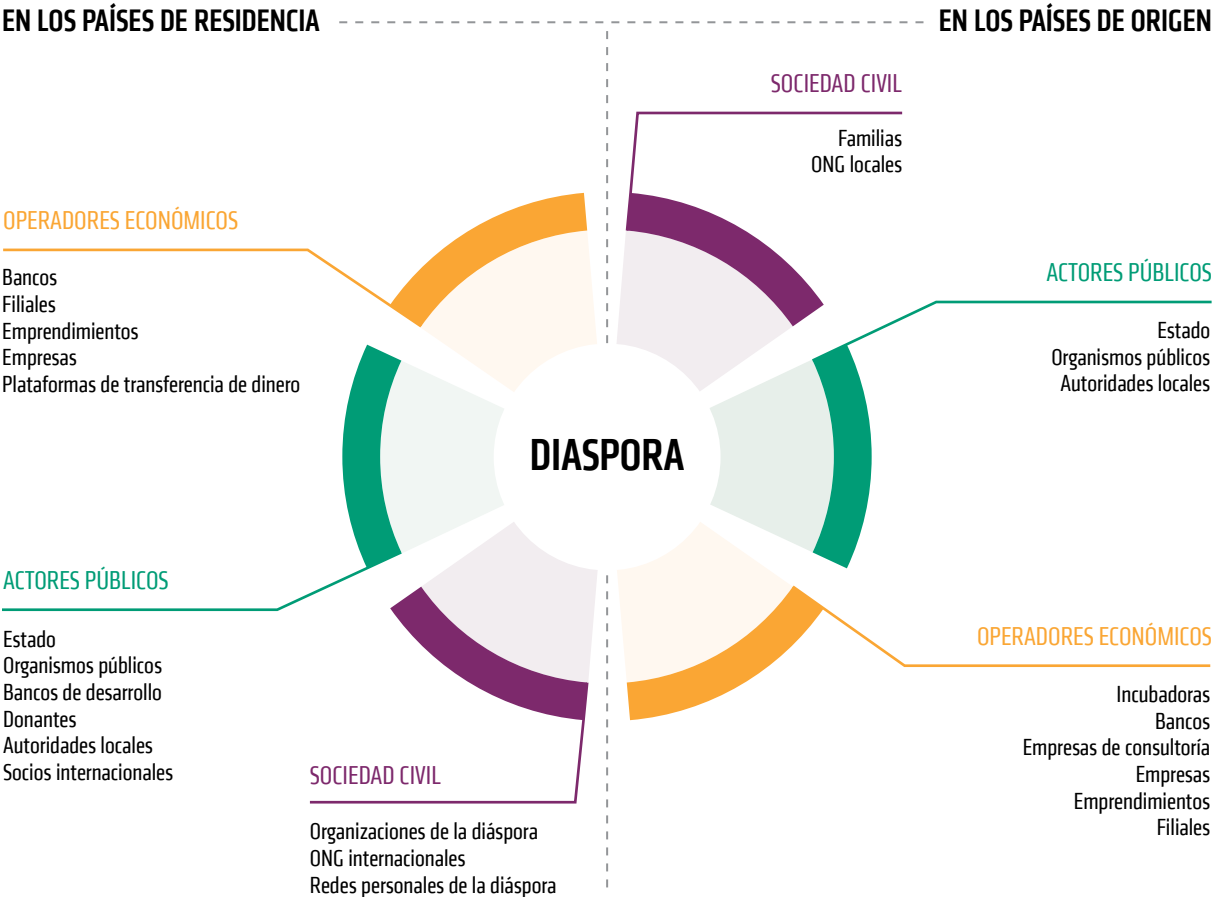 EN LOS PAÍSES DE RESIDENCIA
EN LOS PAÍSES DE ORIGEN
OPERADORES ECONÓMICOS
Bancos
Filiales
Emprendimientos
Empresas
Plataformas de transferencia de dinero
ACTORES PÚBLICOS
Estado
Organismos públicos
Bancos de desarrollo
Donantes
Autoridades locales
Socios internacionales
SOCIEDAD CIVIL
Organizaciones de la diáspora
ONG internacionales
Redes personales de la diáspora
DIASPORA
SOCIEDAD CIVIL
Familias
ONG locales
ACTORES PÚBLICOS
Estado
Organismos públicos
Autoridades locales
OPERADORES ECONÓMICOS
Incubadoras
Bancos
Empresas de consultoría
Empresas
Emprendimientos
Filiales